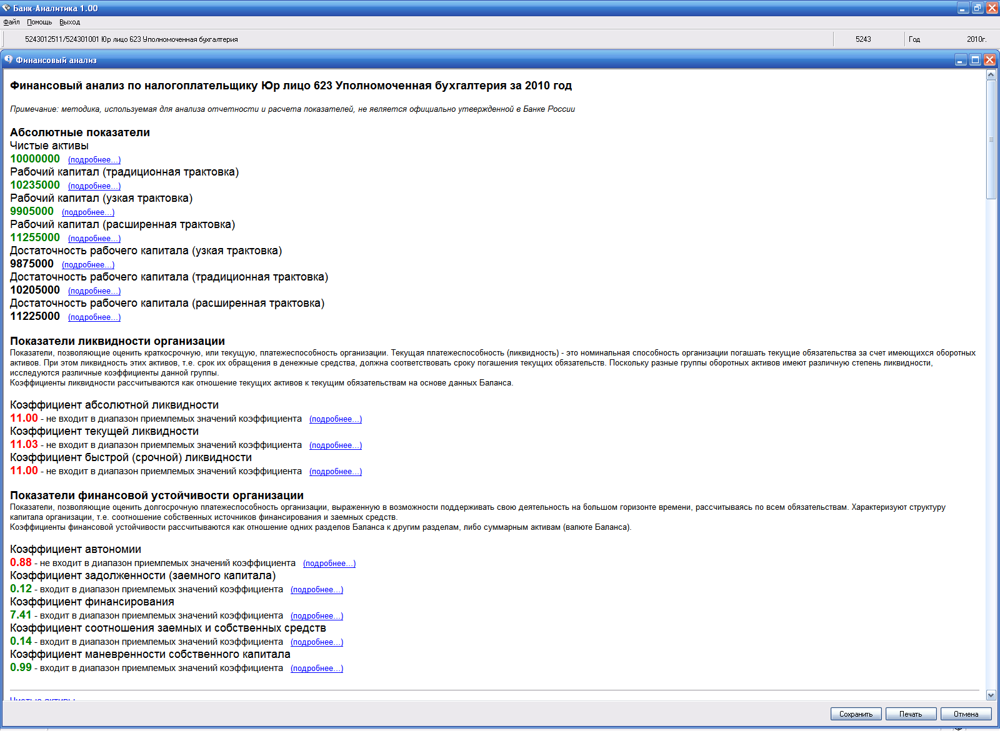 Банк-Аналитика 1.00
Файл Помощь Выход
5243012511/524301001 Юр лицо 623 Уполномоченная бухгалтерия 5243 Год 2010г.
Финансовый анализ
Финансовый анализ по налогоплательщику Юр лицо 623 Уполномоченная бухгалтерия за 2010 год
Примечание: методика, используемая для анализа отчетности и расчета показателей, не является официально утвержденной в Банке России
Абсолютные показатели
Чистые активы
10000000 (подробнее...)
Рабочий капитал (традиционная трактовка)
10235000 (подробнее...)
Рабочий капитал (узкая трактовка)
9905000 (подробнее...)
Рабочий капитал (расширенная трактовка)
11255000 (подробнее...)
Достаточность рабочего капитала (узкая трактовка)
9875000 (подробнее...)
Достаточность рабочего капитала (традиционная трактовка)
10205000 (подробнее...)
Достаточность рабочего капитала (расширенная трактовка)
11225000 (подробнее...)
Показатели ликвидности организации
Показатели, позволяющие оценить краткосрочную, или текущую, платежеспособность организации. Текущая платежеспособность (ликвидность) - это номинальная способность организации погашать текущие обязательства за счет имеющихся оборотных
активов. При этом ликвидность этих активов, т.е. срок их обращения в денежные средства, должна соответствовать сроку погашения текущих обязательств. Поскольку разные группы оборотных активов имеют различную степень ликвидности,
исследуются различные коэффициенты данной группы.
Коэффициенты ликвидности рассчитываются как отношение текущих активов к текущим обязательствам на основе данных Баланса.
Коэффициент абсолютной ликвидности
11.00 - не входит в диапазон приемлемых значений коэффициента (подробнее...)
Коэффициент текущей ликвидности
11.03 - не входит в диапазон приемлемых значений коэффициента (подробнее...)
Коэффициент быстрой (срочной) ликвидности
11.00 - не входит в диапазон приемлемых значений коэффициента (подробнее...)
Показатели финансовой устойчивости организации
Показатели, позволяющие оценить долгосрочную платежеспособность организации, выраженную в возможности поддерживать свою деятельность на большом горизонте времени, рассчитываясь по всем обязательствам. Характеризуют структуру
капитала организации, т.е. соотношение собственных источников финансирования и заемных средств.
Коэффициенты финансовой устойчивости рассчитываются как отношение одних разделов Баланса к другим разделам, либо суммарным активам (валюте Баланса).
Коэффициент автономии
0.88 - не входит в диапазон приемлемых значений коэффициента (подробнее...)
Коэффициент задолженности (заемного капитала)
0.12 - входит в диапазон приемлемых значений коэффициента (подробнее...)
Коэффициент финансирования
7.41 - входит в диапазон приемлемых значений коэффициента (подробнее...)
Коэффициент соотношения заемных и собственных средств
0.14 - входит в диапазон приемлемых значений коэффициента (подробнее...)
Коэффициент маневренности собственного капитала
0.99 - входит в диапазон приемлемых значений коэффициента (подробнее...)
Чистые активы
Сохранить Печать Отмена